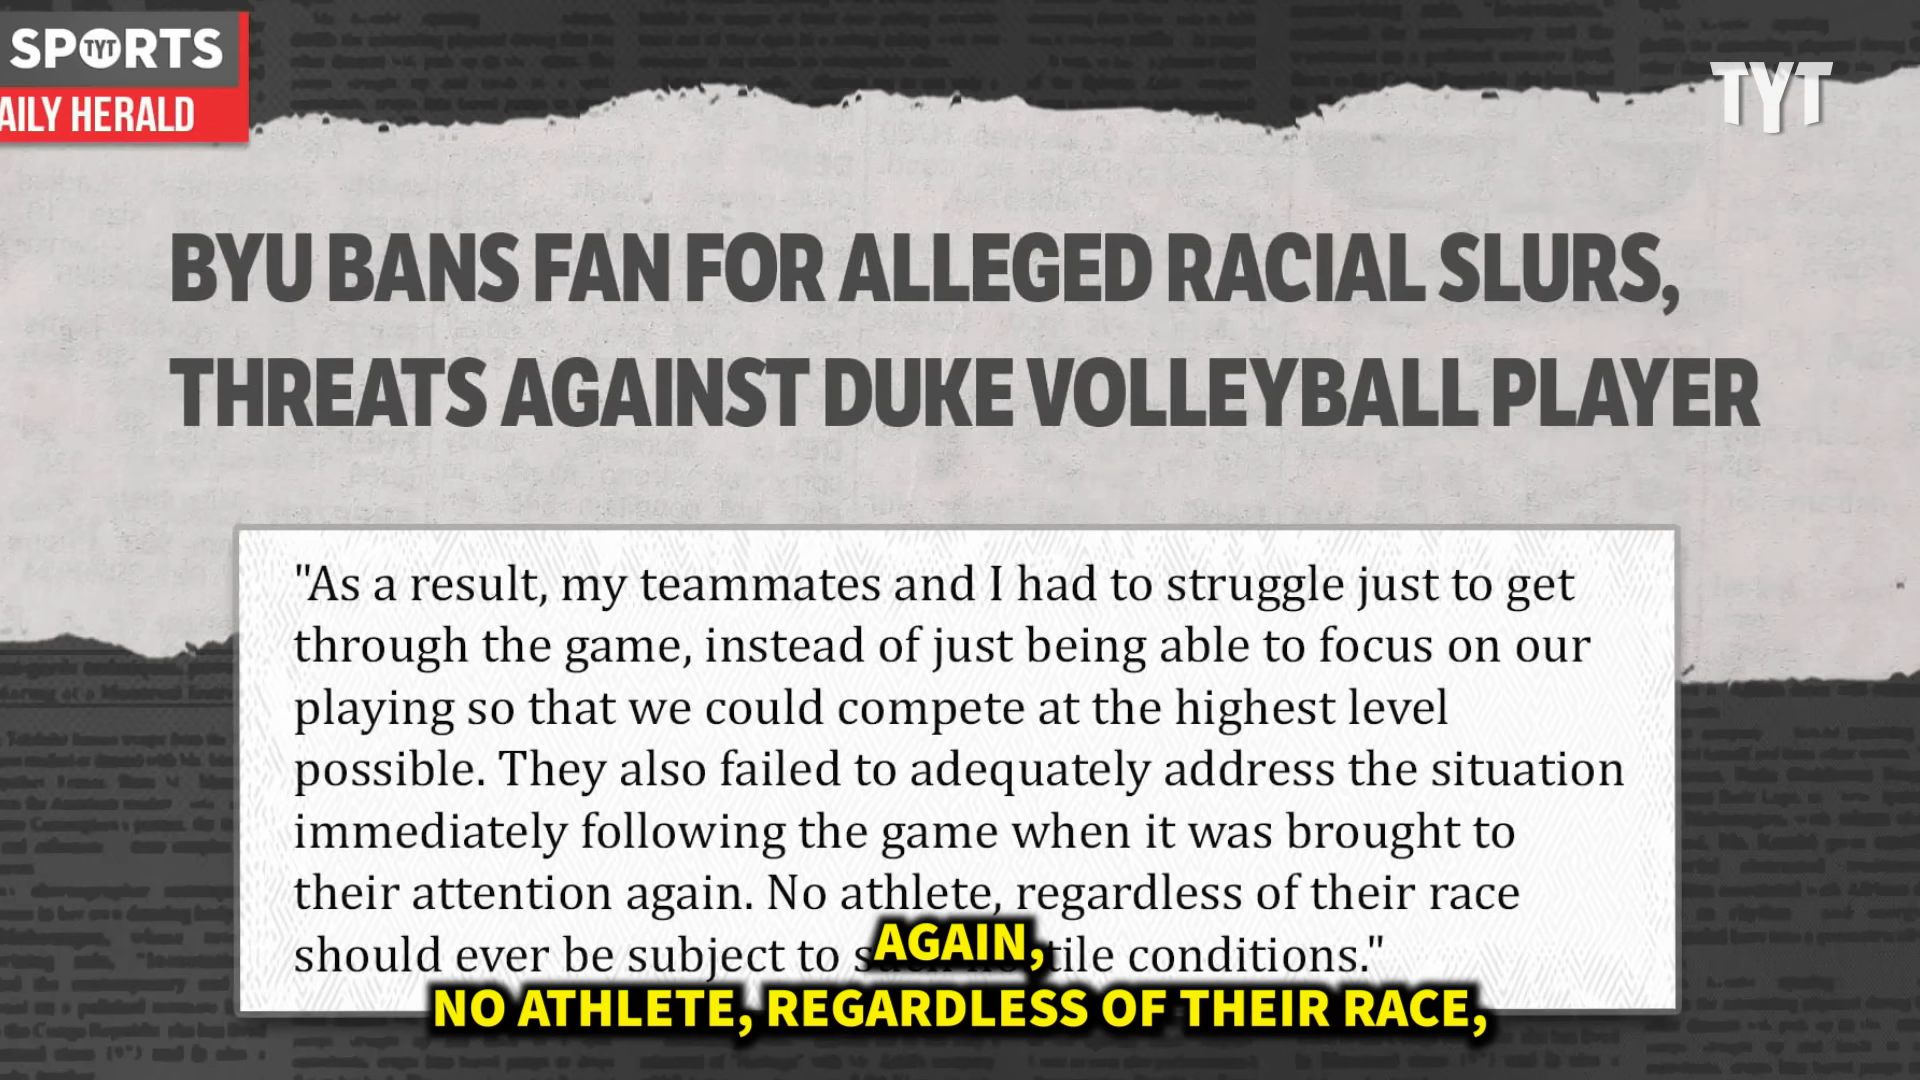 SPORTS
TYT
AILY HERALD
TYT
BYU BANS FAN FOR ALLEGED RACIAL SLURS,
THREATS AGAINST DUKE VOLLEYBALL PLAYER
"As a result, my teammates and I had to struggle just to get
through the game, instead of just being able to focus on our
playing so that we could compete at the highest level
possible. They also failed to adequately address the situation
immediately following the game when it was brought to
their attention again. No athlete, regardless of their race
should ever be subject to tile conditions."
AGAIN,
NO ATHLETE, REGARDLESS OF THEIR RACE,